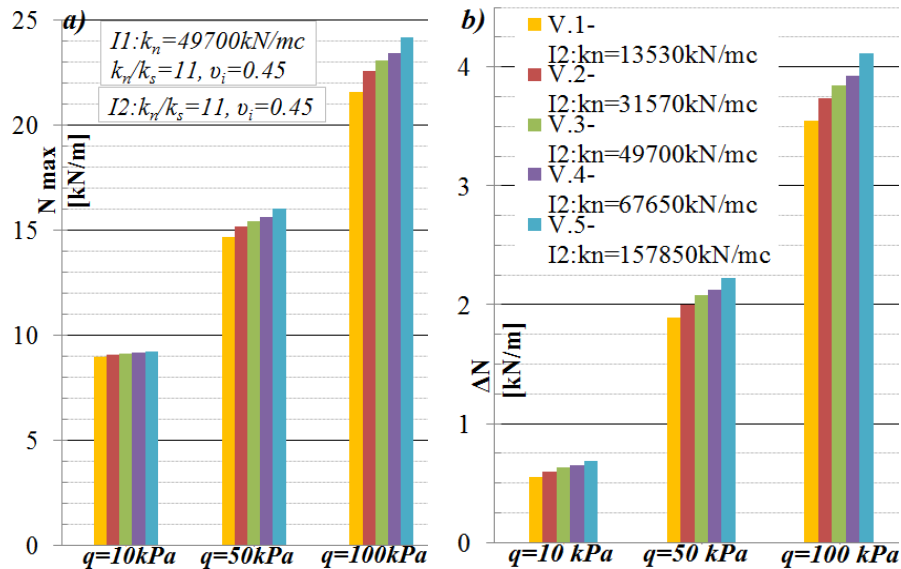 a)
I1:kn=49700kN/mc
kn/ks=11, υi=0.45
I2:kn/ks=11, υi=0.45
N max
[kN/m]
25
20
15
10
5
0
q=10kPa q=50kPa q=100kPa
b)
V.1-
I2:kn=13530kN/mc
V.2-
I2:kn=31570kN/mc
V.3-
I2:kn=49700kN/mc
V.4-
I2:kn=67650kN/mc
V.5-
I2:kn=157850kN/mc
ΔN
[kN/m]
4
3
2
1
0
q=10 kPa q=50 kPa q=100 kPa